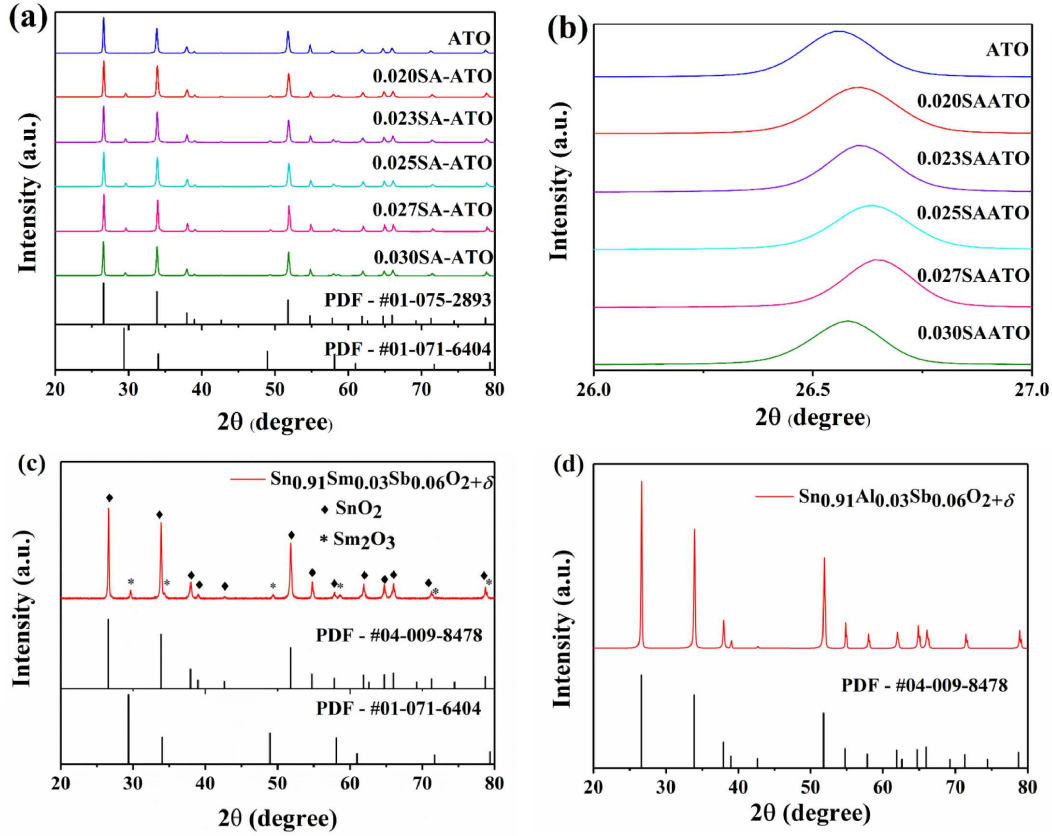 (a)
ATO
0.020SA-ATO
0.023SA-ATO
0.025SA-ATO
0.027SA-ATO
0.030SA-ATO
PDF - #01-075-2893
PDF - #01-071-6404
Intensity (a.u.)
20 30 40 50 60 70 80
2θ (degree)
(b)
ATO
0.020SAATO
0.023SAATO
0.025SAATO
0.027SAATO
0.030SAATO
Intensity (a.u.)
26.0 26.5 27.0
2θ (degree)
(c)
Sn0.91Sm0.03Sb0.06O2+δ
♦ SnO2
* Sm2O3
PDF - #04-009-8478
PDF - #01-071-6404
Intensity (a.u.)
20 30 40 50 60 70 80
2θ (degree)
(d)
Sn0.91Al0.03Sb0.06O2+δ
PDF - #04-009-8478
Intensity (a.u.)
20 30 40 50 60 70 80
2θ (degree)